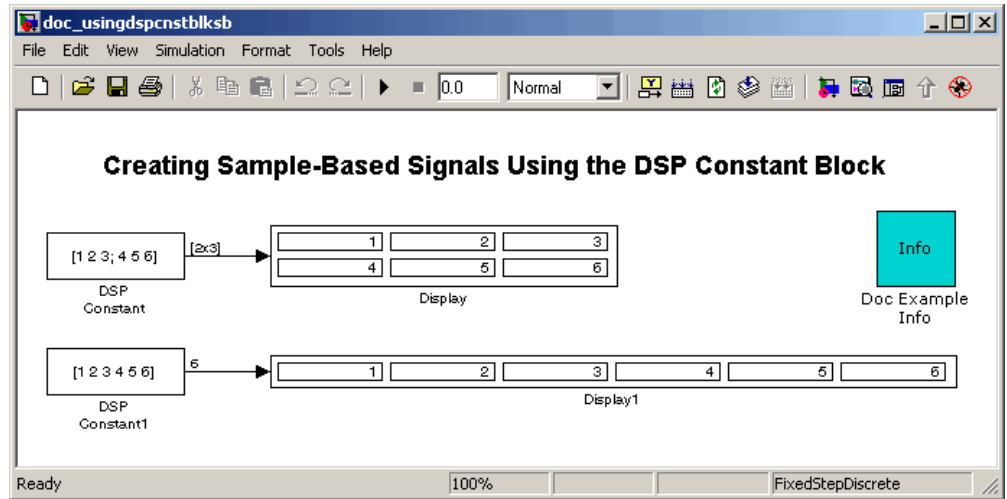 doc_usingdspcnstblksb
File Edit View Simulation Format Tools Help
0.0 Normal
Creating Sample-Based Signals Using the DSP Constant Block
[1 2 3; 4 5 6] [2x3] 1 2 3
4 5 6
DSP
Constant
Display
Info
Doc Example
Info
[1 2 3 4 5 6] 6 1 2 3 4 5 6
DSP
Constant1
Display1
Ready 100% FixedStepDiscrete